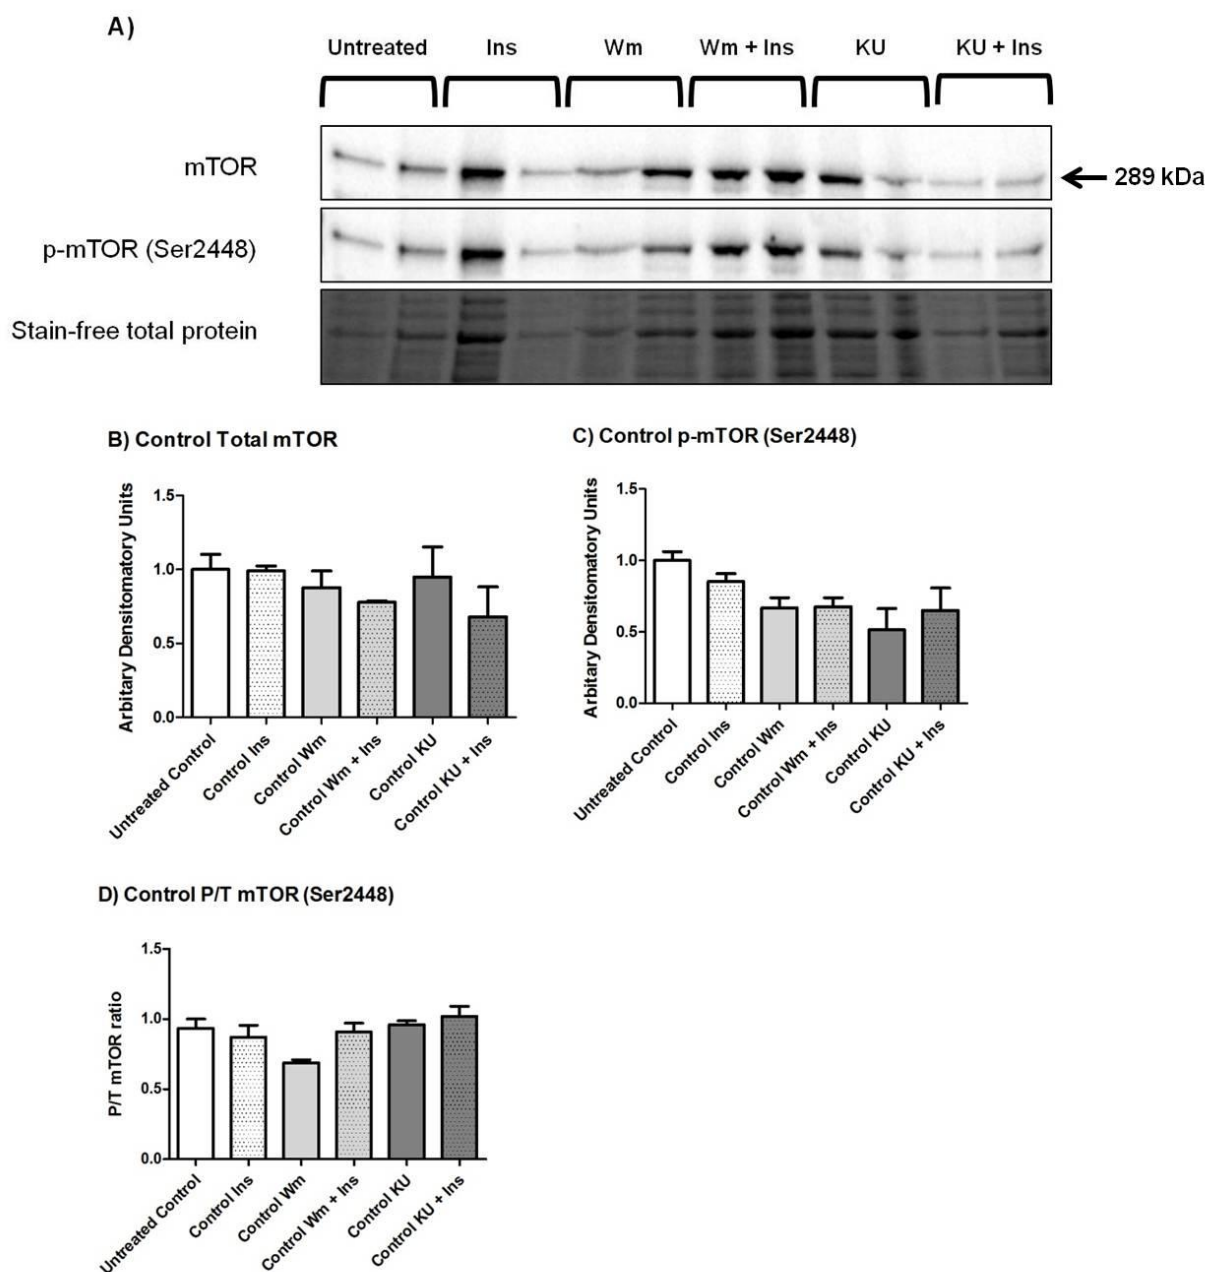 A)
Untreated Ins Wm Wm + Ins KU KU + Ins
mTOR
289 kDa
p-mTOR (Ser2448)
Stain-free total protein
B) Control Total mTOR
Arbitary Densitomatory Units
1.5
1.0
0.5
0.0
Untreated Control
Control Ins
Control Wm
Control Wm + Ins
Control KU
Control KU + Ins
C) Control p-mTOR (Ser2448)
Arbitary Densitomatory Units
1.5
1.0
0.5
0.0
Untreated Control
Control Ins
Control Wm
Control Wm + Ins
Control KU
Control KU + Ins
D) Control P/T mTOR (Ser2448)
P/T mTOR ratio
1.5
1.0
0.5
0.0
Untreated Control
Control Ins
Control Wm
Control Wm + Ins
Control KU
Control KU + Ins